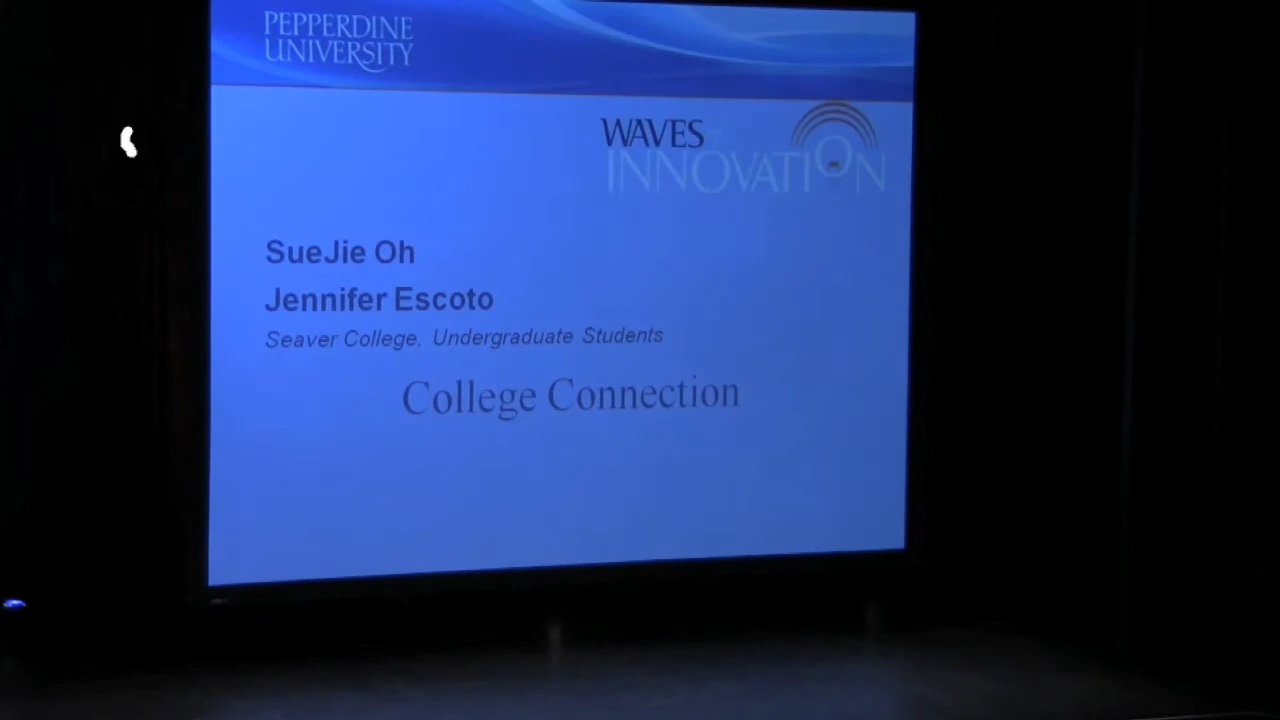 PEPPERDINE
UNIVERSITY
WAVES
INNOVATION
SueJie Oh
Jennifer Escoto
Seaver College, Undergraduate Students
College Connection